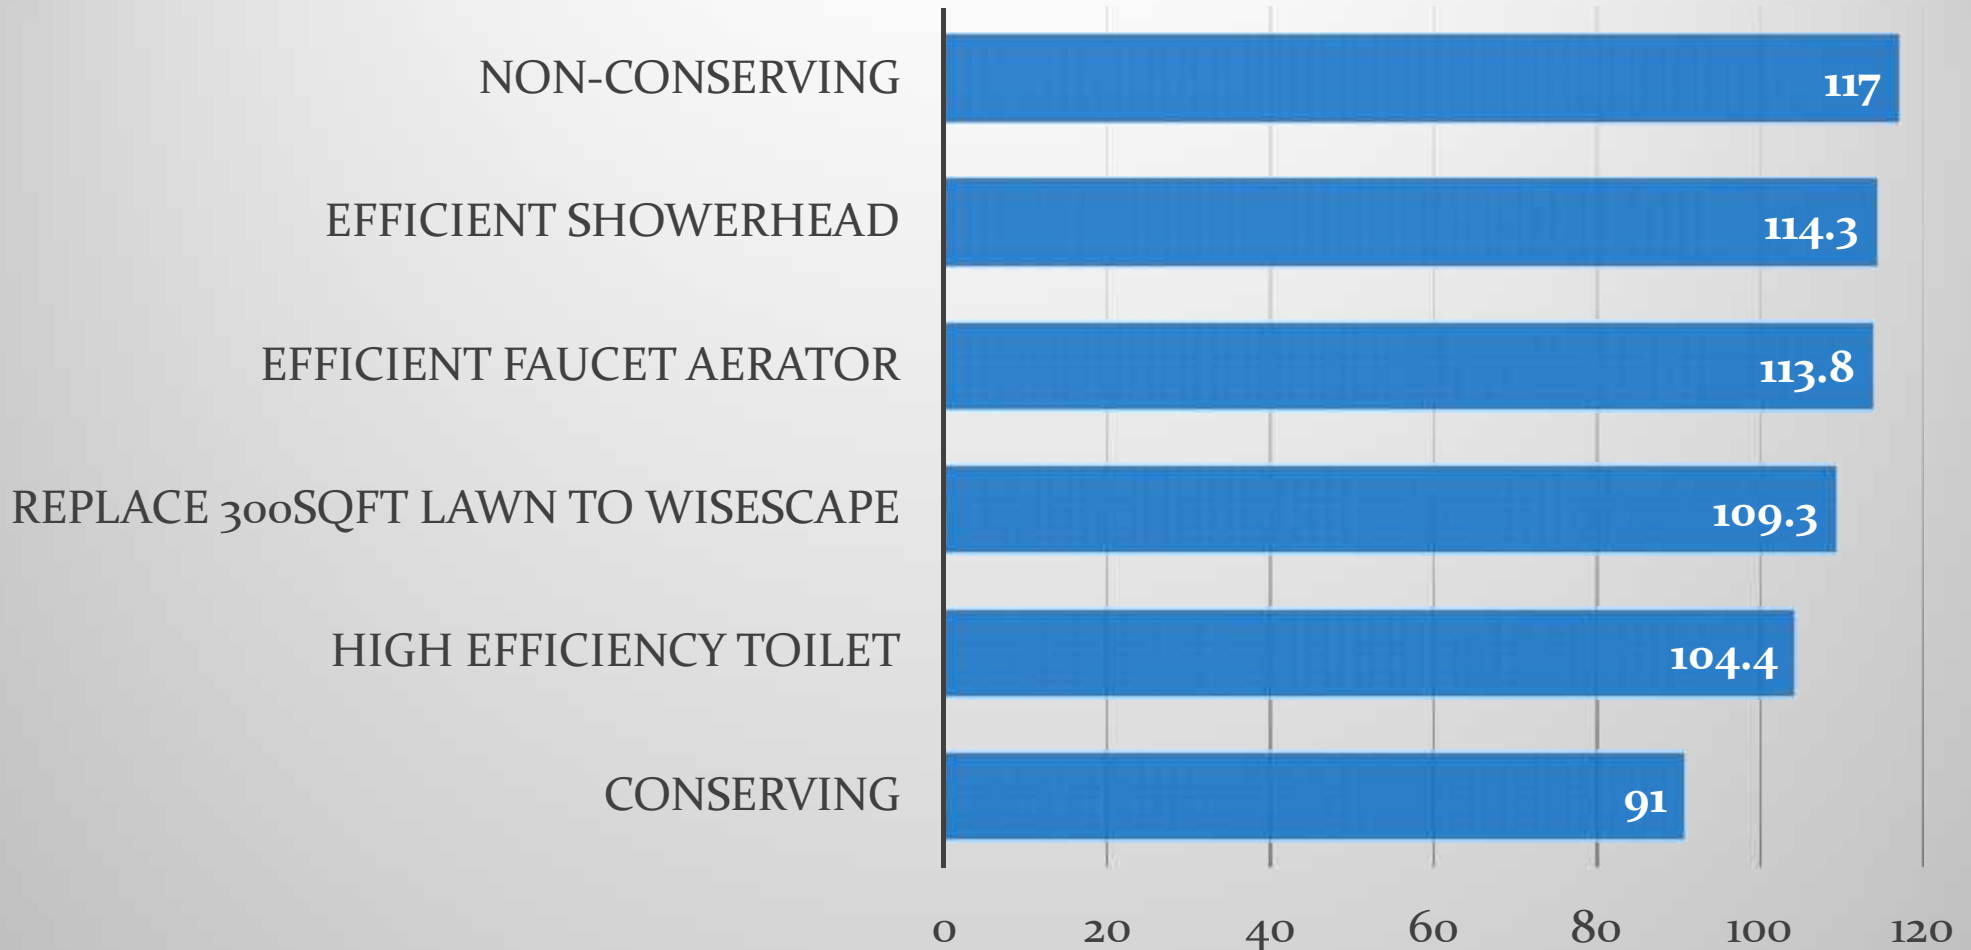 NON-CONSERVING 117
EFFICIENT SHOWERHEAD 114.3
EFFICIENT FAUCET AERATOR 113.8
REPLACE 300SQFT LAWN TO WISESCAPE 109.3
HIGH EFFICIENCY TOILET 104.4
CONSERVING 91
0 20 40 60 80 100 120